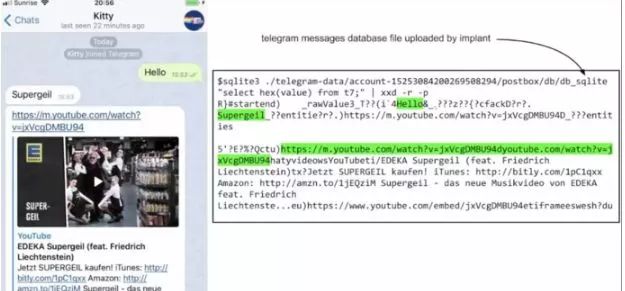 Sunrise
20:56
Chats
Kitty
last seen 22 minutes ago
Today
Kitty joined Telegram
Hello
Supergeil
https://m.youtube.com/watch?
v=jxVcgDMBU94
EDEKA
SUPER-
GEIL
YouTube
EDEKA Supergeil (feat. Friedrich
Liechtenstein)
Jetzt SUPERGEIL kaufen! iTunes: http://
bitly.com/1pC1qxx Amazon: http://
amzn.to/1jEQziM Supergeil - das neue
telegram messages database file uploaded by implant
$sqlite3 ./telegram-data/account-15253084200269508294/postbox/db/db_sqlite
"select hex(value) from t7;" | xxd -r -p
R}#startend) _rawValue3_T??(i`4Hello&_.???z??{?cfackD?r?.
Supergeil_??entitie?r?.)https://m.youtube.com/watch?v=jxVcgDMBU94D_???entit
ies
5'?E?%?Qctu)https://m.youtube.com/watch?v=jxVcgDMBU94dyoutube.com/watch?v=j
xVcgDMBU94hatyvideowsYouTubeti/EDEKA Supergeil (feat. Friedrich
Liechtenstein)tx?Jetzt SUPERGEIL kaufen! iTunes: http://bitly.com/1pC1qxx
Amazon: http://amzn.to/1jEQziM Supergeil - das neue Musikvideo von EDEKA
feat. Friedrich
Liechtenste...eu)https://www.youtube.com/embed/jxVcgDMBU94etiframeeswesh?du